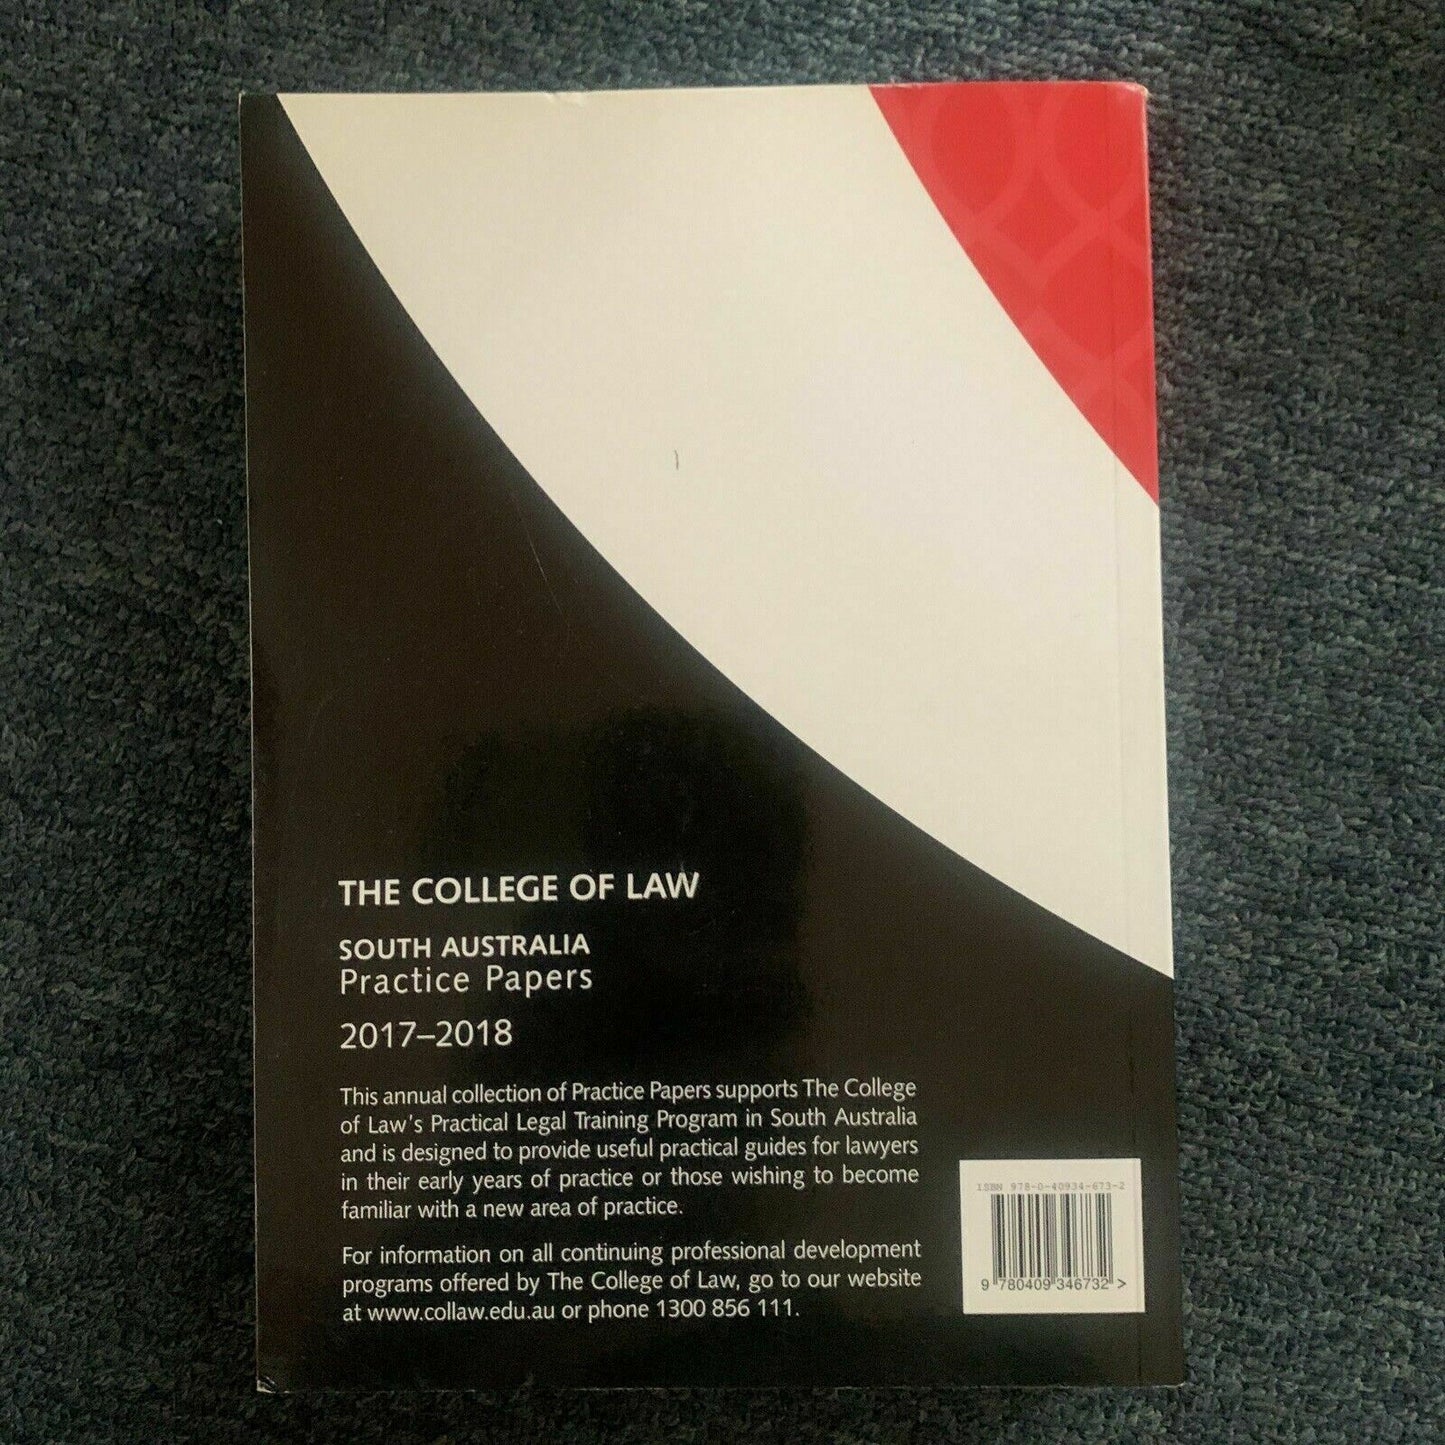 THE COLLEGE OF LAW
SOUTH AUSTRALIA
Practice Papers
2017–2018
This annual collection of Practice Papers supports The College
of Law's Practical Legal Training Program in South Australia
and is designed to provide useful practical guides for lawyers
in their early years of practice or those wishing to become
familiar with a new area of practice.
For information on all continuing professional development
programs offered by The College of Law, go to our website
at www.collaw.edu.au or phone 1300 856 111.
ISBN 978-0-40934-673-2
9 780409 346732 >